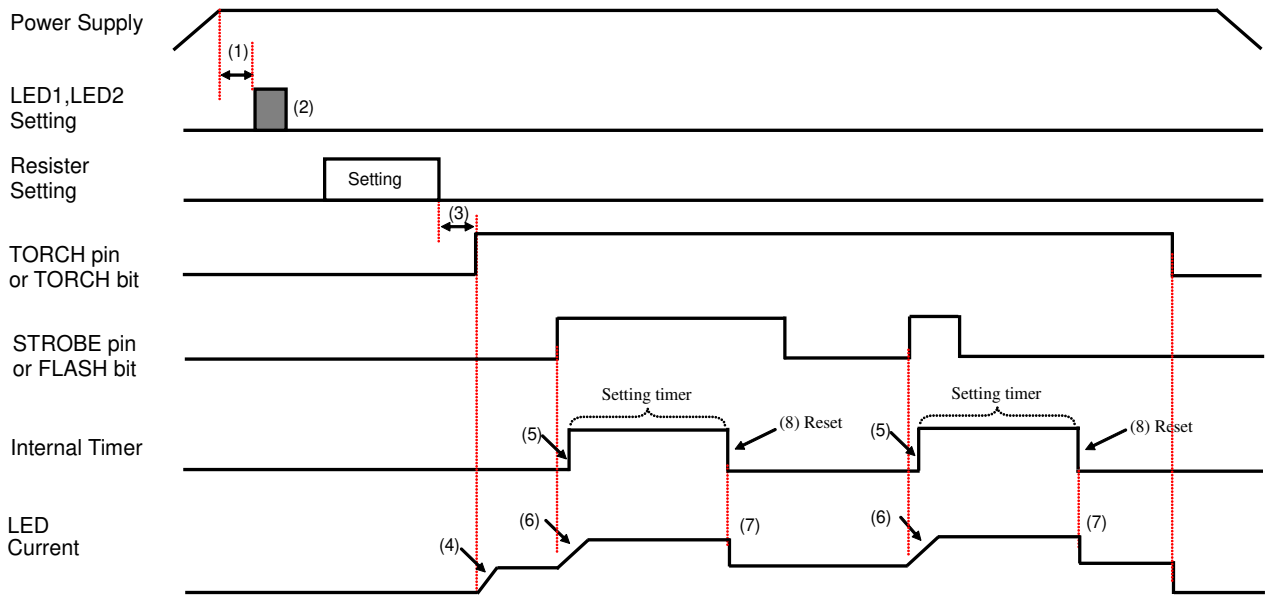 Power Supply
(1)
LED1,LED2
Setting
(2)
Resister
Setting
Setting
(3)
TORCH pin
or TORCH bit
STROBE pin
or FLASH bit
Setting timer
Setting timer
Internal Timer
(5)
(8) Reset
(5)
(8) Reset
LED
Current
(4)
(6)
(7)
(6)
(7)